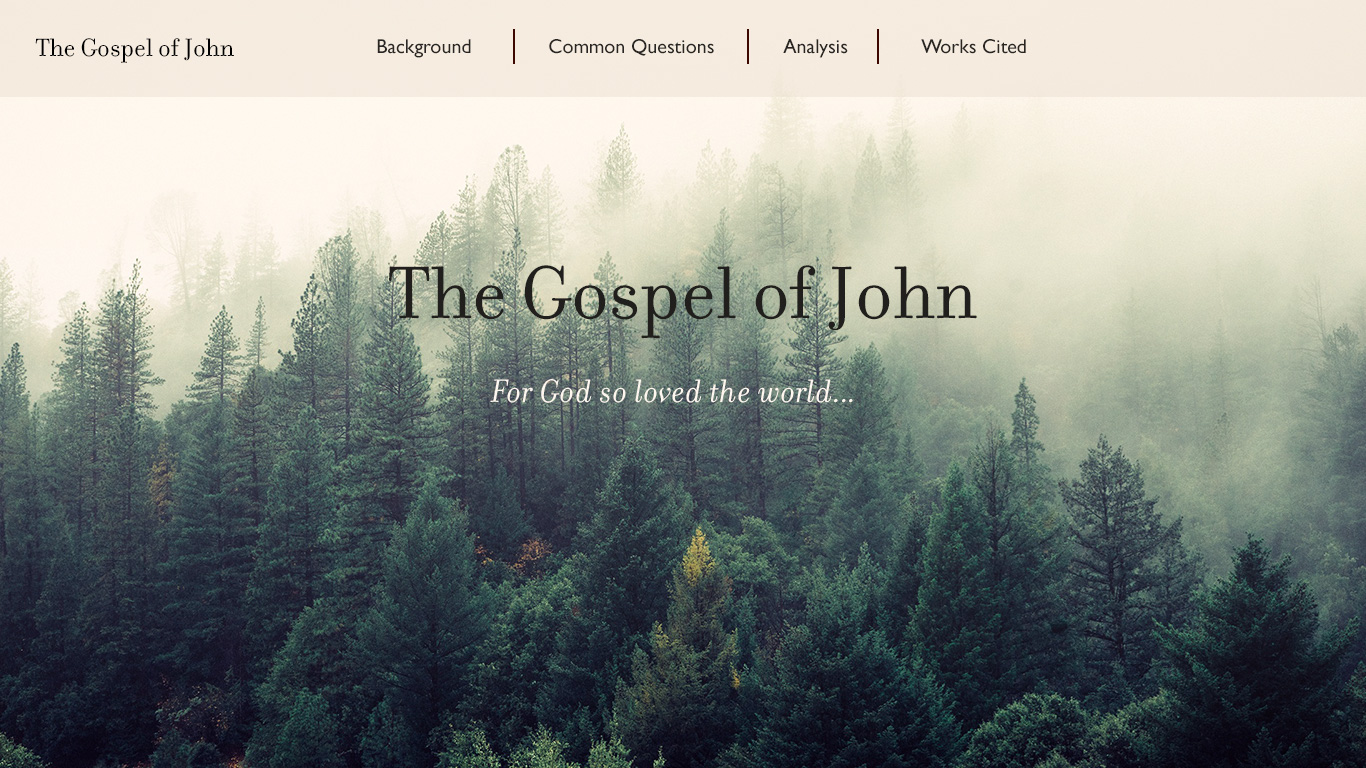 The Gospel of John
Background
Common Questions
Analysis
Works Cited
The Gospel of John
For God so loved the world...